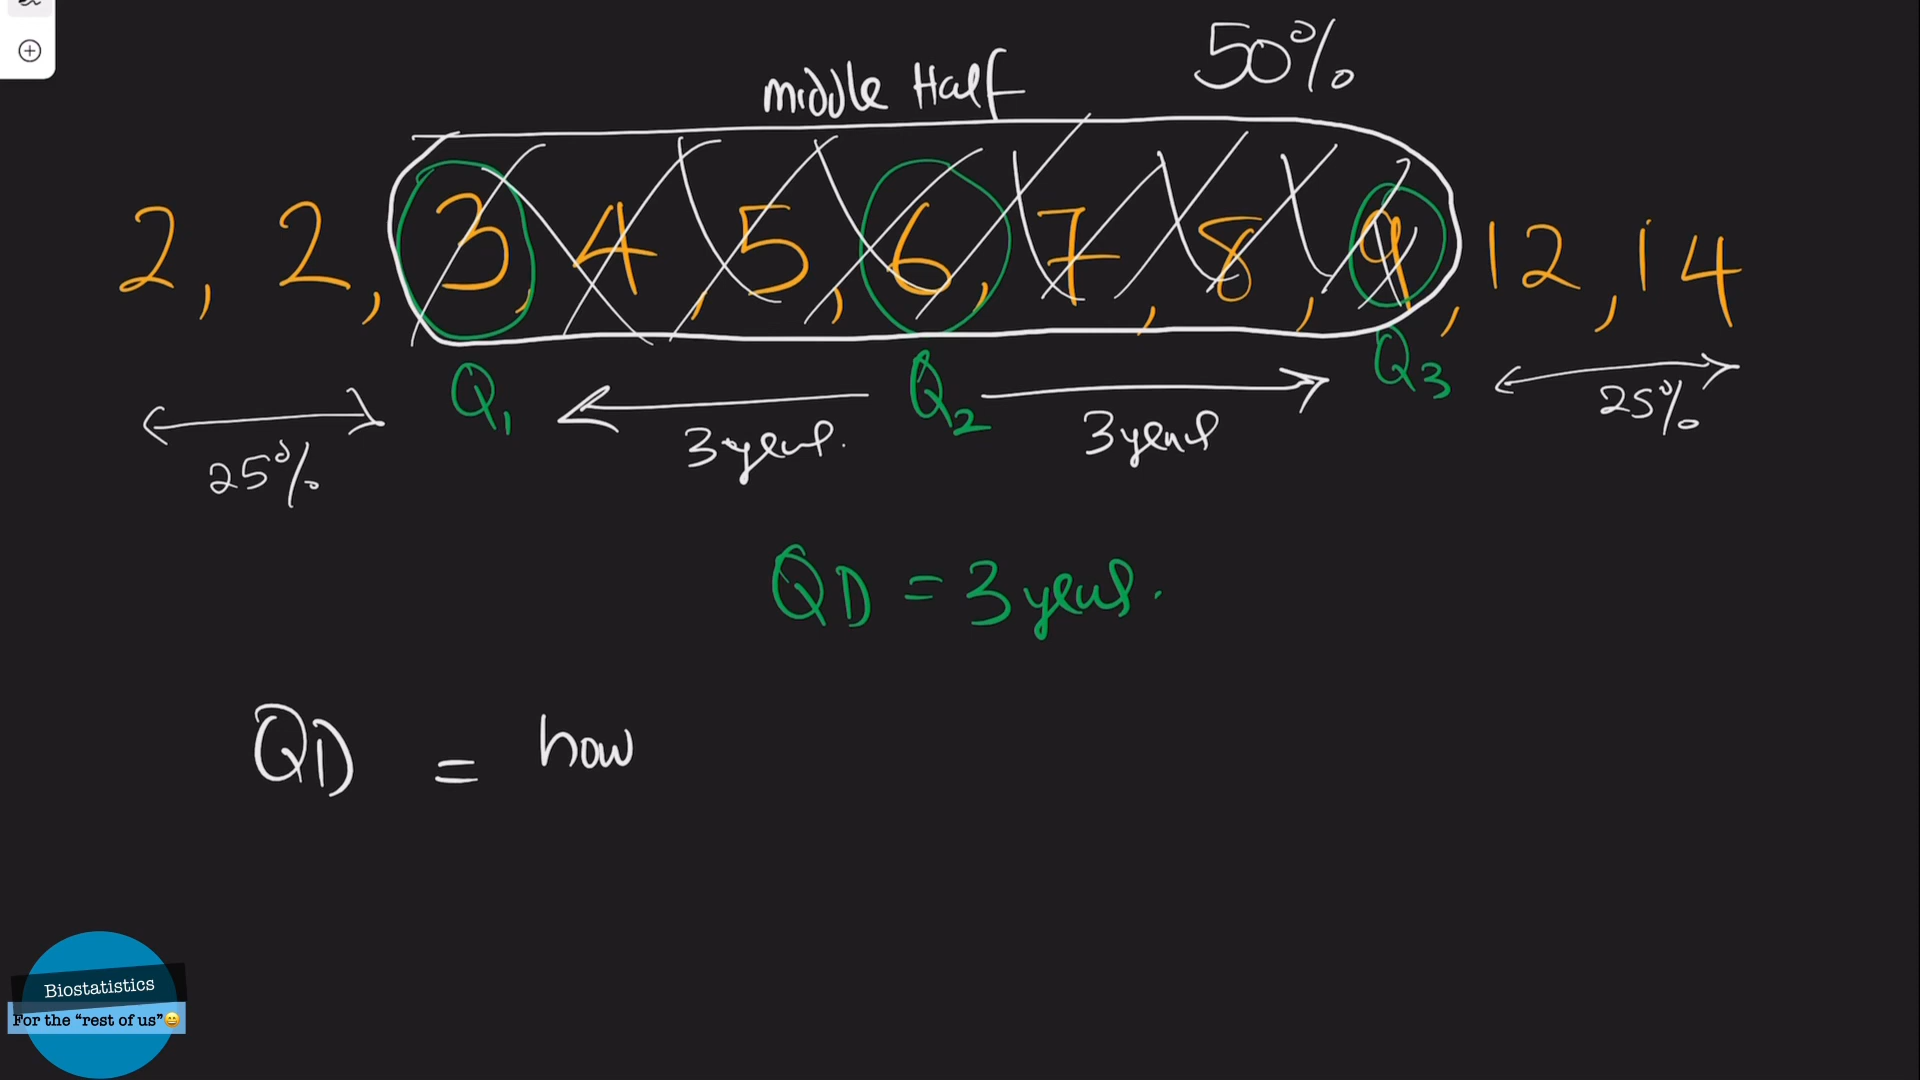 50%
middle Half
2, 2, 3, 4, 5, 6, 7, 8, 9, 12, 14
Q1 Q2 Q3
25% 3 years. 3 years 25%
QD = 3 years.
QD = how
Biostatistics
For the “rest of us”😄